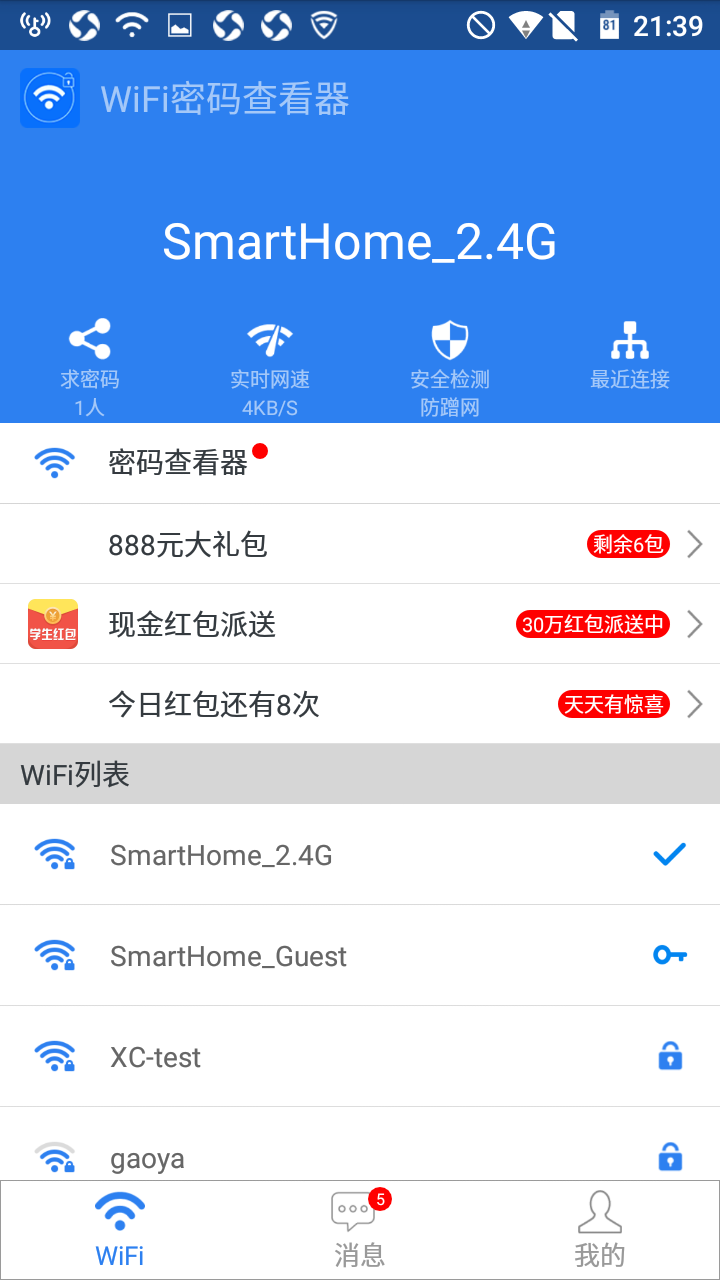 81 21:39
WiFi密码查看器
SmartHome_2.4G
求密码 实时网速 安全检测 最近连接
1人 4KB/S 防蹭网
密码查看器
888元大礼包 剩余6包
学生红包 现金红包派送 30万红包派送中
今日红包还有8次 天天有惊喜
WiFi列表
SmartHome_2.4G
SmartHome_Guest
XC-test
gaoya
5
WiFi 消息 我的